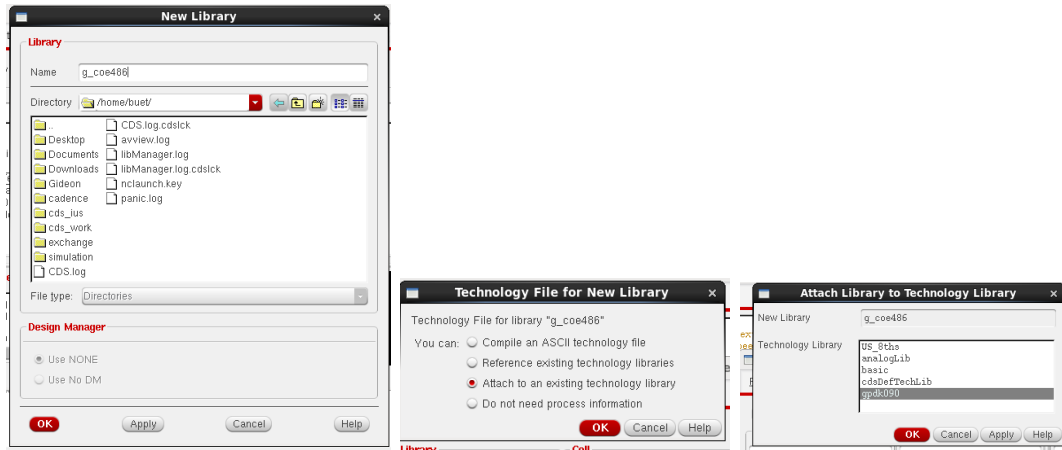 New Library
Library
Name g_coe486
Directory /home/buet/
..
Desktop
Documents
Downloads
Gideon
cadence
cds_ius
cds_work
exchange
simulation
CDS.log
CDS.log.cdslck
avview.log
libManager.log
libManager.log.cdslck
nclaunch.key
panic.log
File type: Directories
Design Manager
Use NONE
Use No DM
OK Apply Cancel Help
Technology File for New Library
Technology File for library "g_coe486"
You can: Compile an ASCII technology file
Reference existing technology libraries
Attach to an existing technology library
Do not need process information
OK Cancel Help
Library Cell
Attach Library to Technology Library
New Library g_coe486
Technology Library
US_8ths
analogLib
basic
cdsDefTechLib
gpdk090
OK Cancel Apply Help